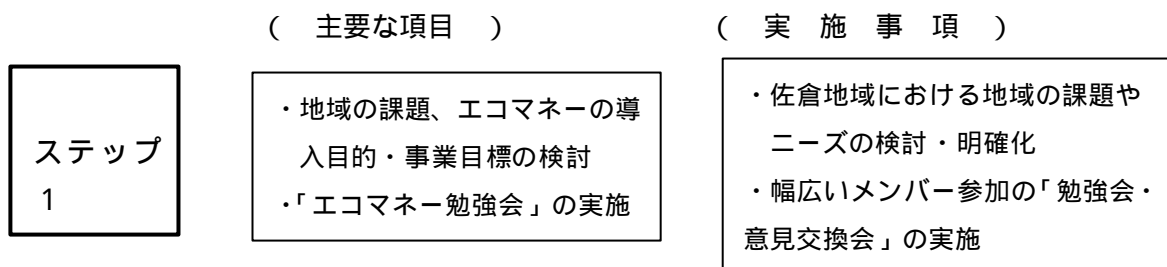 ( 主要な項目 )
( 実 施 事 項 )
ステップ
1
・地域の課題、エコマネーの導
入目的・事業目標の検討
・「エコマネー勉強会」の実施
・佐倉地域における地域の課題や
ニーズの検討・明確化
・幅広いメンバー参加の「勉強会・
意見交換会」の実施